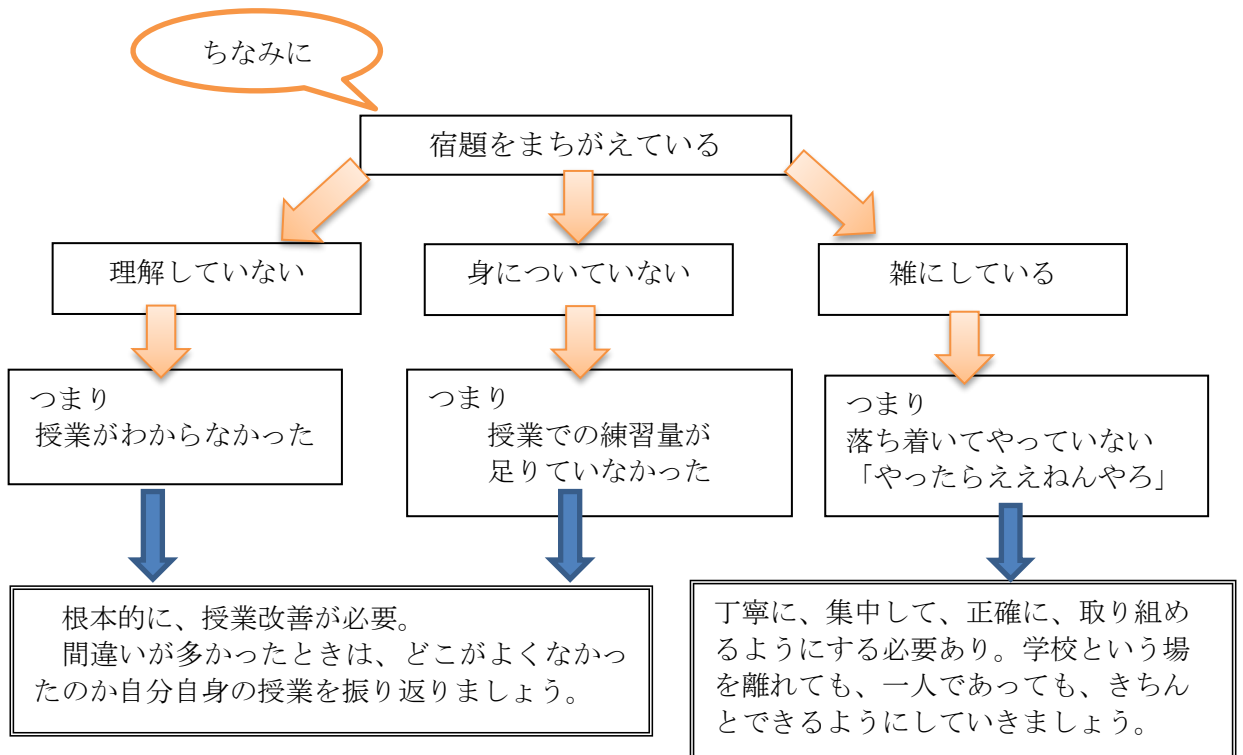 ちなみに
宿題をまちがえている
理解していない
身についていない
雑にしている
つまり
授業がわからなかった
つまり
授業での練習量が
足りていなかった
つまり
落ち着いてやっていない
「やったらええねんやろ」
根本的に、授業改善が必要。
間違いが多かったときは、どこがよくなかっ
たのか自分自身の授業を振り返りましょう。
丁寧に、集中して、正確に、取り組め
るようにする必要あり。学校という場
を離れても、一人であっても、きちん
とできるようにしていきましょう。